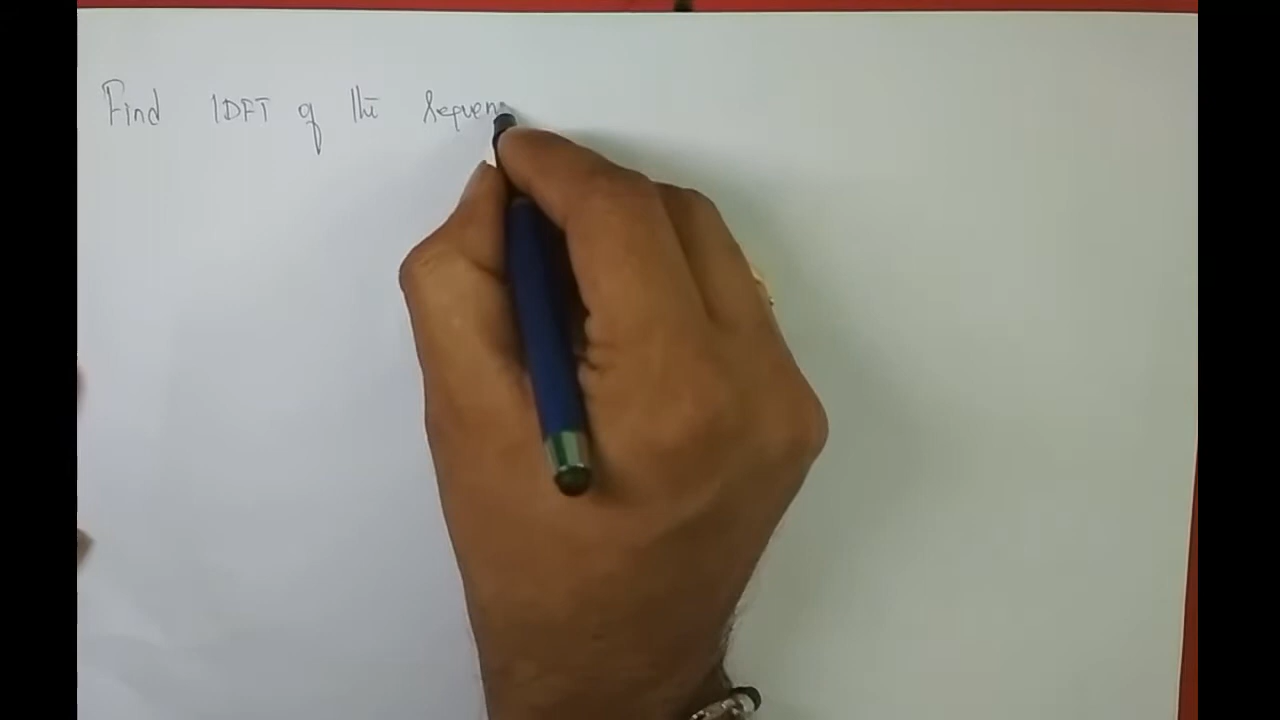 Find IDFT of the sequen